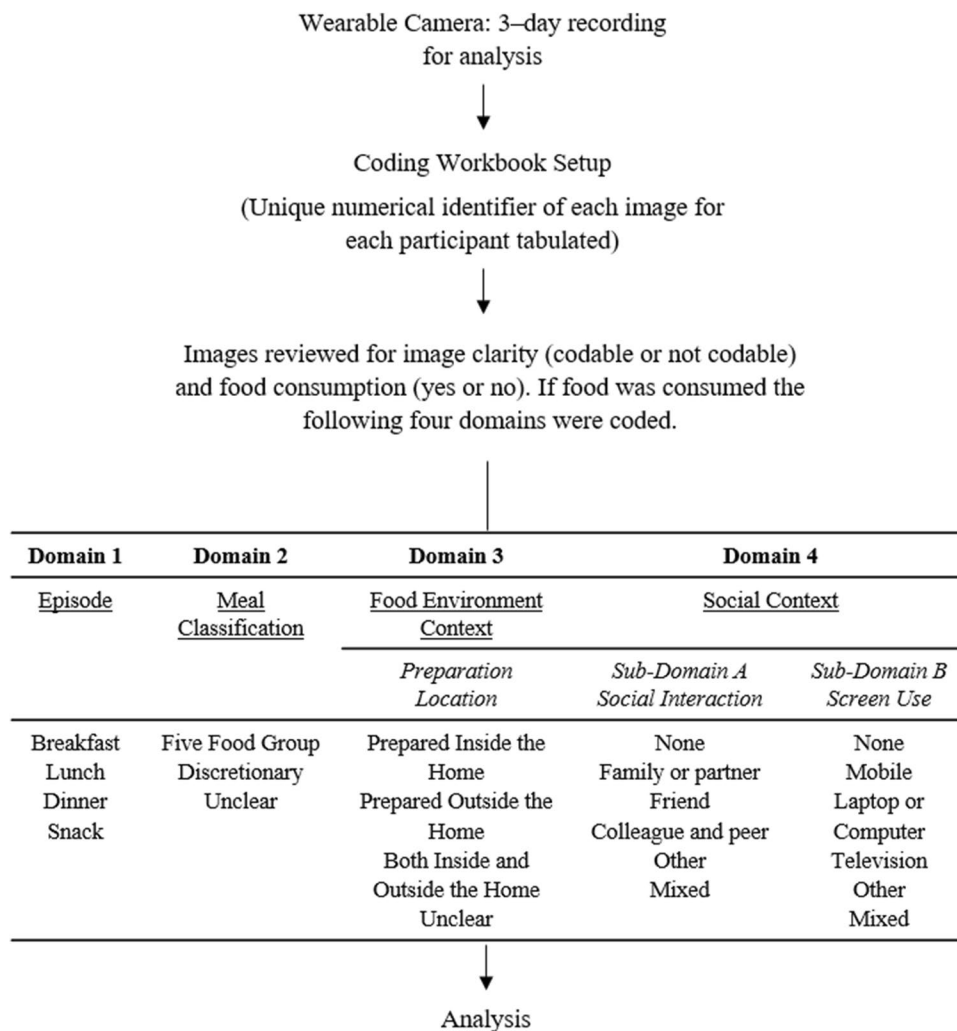 Wearable Camera: 3–day recording
for analysis
Coding Workbook Setup
(Unique numerical identifier of each image for
each participant tabulated)
Images reviewed for image clarity (codable or not codable)
and food consumption (yes or no). If food was consumed the
following four domains were coded.
Domain 1 Domain 2 Domain 3 Domain 4
Episode Meal Food Environment Social Context
Classification Context
Preparation Sub-Domain A Sub-Domain B
Location Social Interaction Screen Use
Breakfast Five Food Group Prepared Inside the None None
Lunch Discretionary Home Family or partner Mobile
Dinner Unclear Prepared Outside the Friend Laptop or
Snack Home Colleague and peer Computer
Both Inside and Other Television
Outside the Home Mixed Other
Unclear Mixed
Analysis